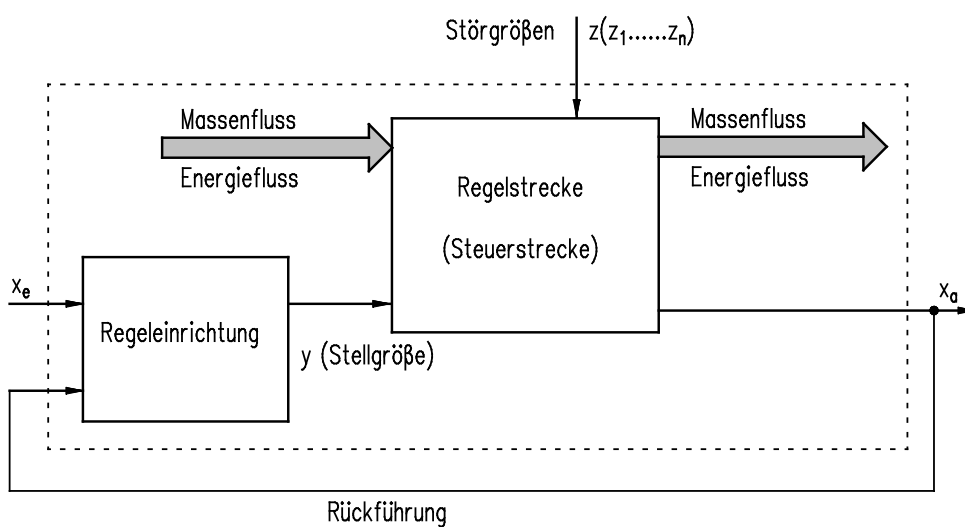 Störgrößen z(z₁......zₙ)
Massenfluss
Energiefluss
Massenfluss
Energiefluss
Regelstrecke
(Steuerstrecke)
xₑ
Regeleinrichtung
y (Stellgröße)
xₐ
Rückführung